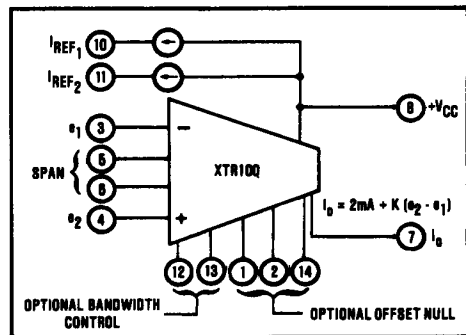 I_REF1 10
I_REF2 11
8 +V_CC
e1 3 −
5
SPAN
6
XTR100
e2 4 +
I_O = 2mA + K (e2 - e1)
7 I_O
12 13 1 2 14
OPTIONAL BANDWIDTH
CONTROL
OPTIONAL OFFSET NULL